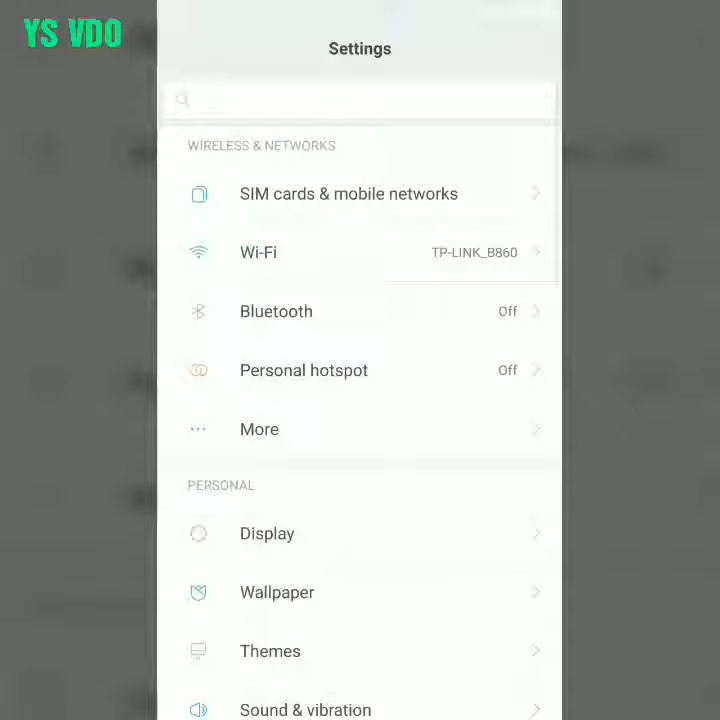 YS VDO
Settings
WIRELESS & NETWORKS
SIM cards & mobile networks
Wi-Fi TP-LINK_B860
Bluetooth Off
Personal hotspot Off
More
PERSONAL
Display
Wallpaper
Themes
Sound & vibration